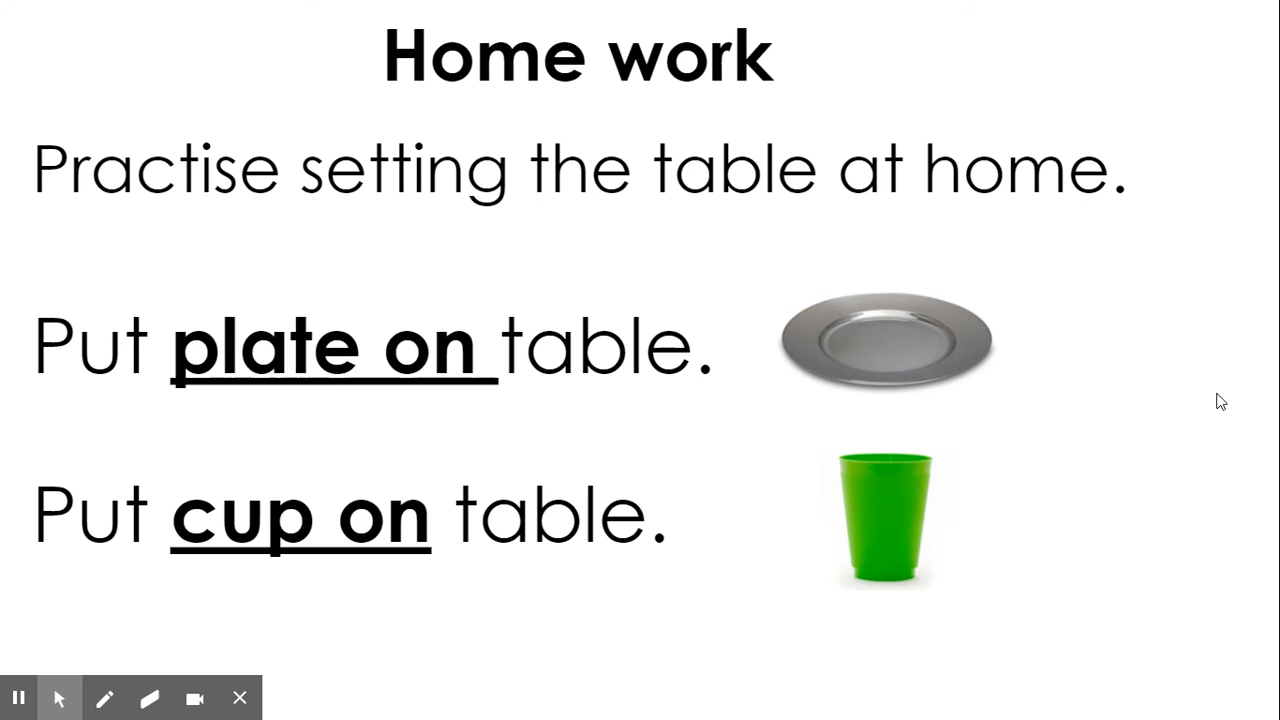 Home work
Practise setting the table at home.
Put plate on table.
Put cup on table.